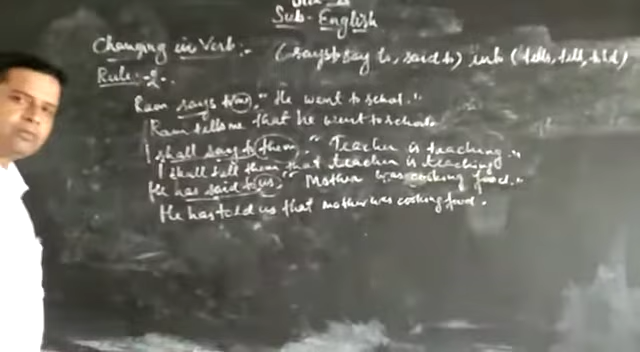 Sub- English
Changing in Verb:- (says to, say to, said to) into (tells, tell, told)
Rule:-2.
Ram says to me, "He went to school."
Ram tells me that he went to school.
I shall say to them, "Teacher is teaching."
I shall tell them that teacher is teaching
He has said to us, "Mother was cooking food."
He has told us that mother was cooking food.